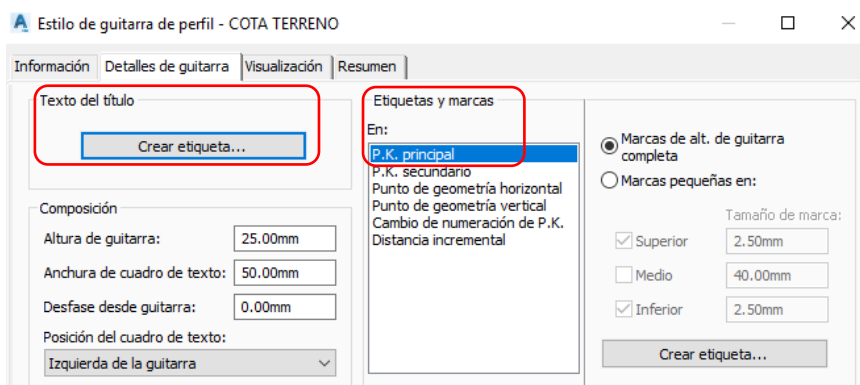 Estilo de guitarra de perfil - COTA TERRENO
Información
Detalles de guitarra
Visualización
Resumen
Texto del título
Crear etiqueta...
Composición
Altura de guitarra:
25.00mm
Anchura de cuadro de texto:
50.00mm
Desfase desde guitarra:
0.00mm
Posición del cuadro de texto:
Izquierda de la guitarra
Etiquetas y marcas
En:
P.K. principal
P.K. secundario
Punto de geometría horizontal
Punto de geometría vertical
Cambio de numeración de P.K.
Distancia incremental
Marcas de alt. de guitarra
completa
Marcas pequeñas en:
Tamaño de marca:
Superior
2.50mm
Medio
40.00mm
Inferior
2.50mm
Crear etiqueta...